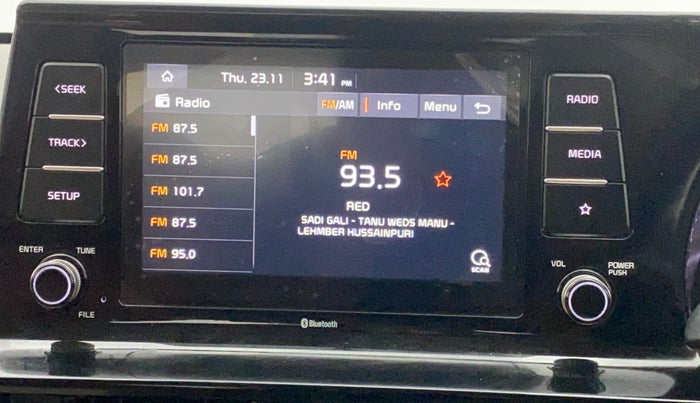 <SEEK
TRACK>
SETUP
ENTER TUNE
FILE
Thu, 23.11 3:41 PM
Radio FM/AM Info Menu
FM 87.5
FM 87.5
FM 101.7
FM 87.5
FM 95.0
FM
93.5
RED
SADI GALI - TANU WEDS MANU -
LEHMBER HUSSAINPURI
SCAN
Bluetooth
RADIO
MEDIA
VOL POWER
PUSH